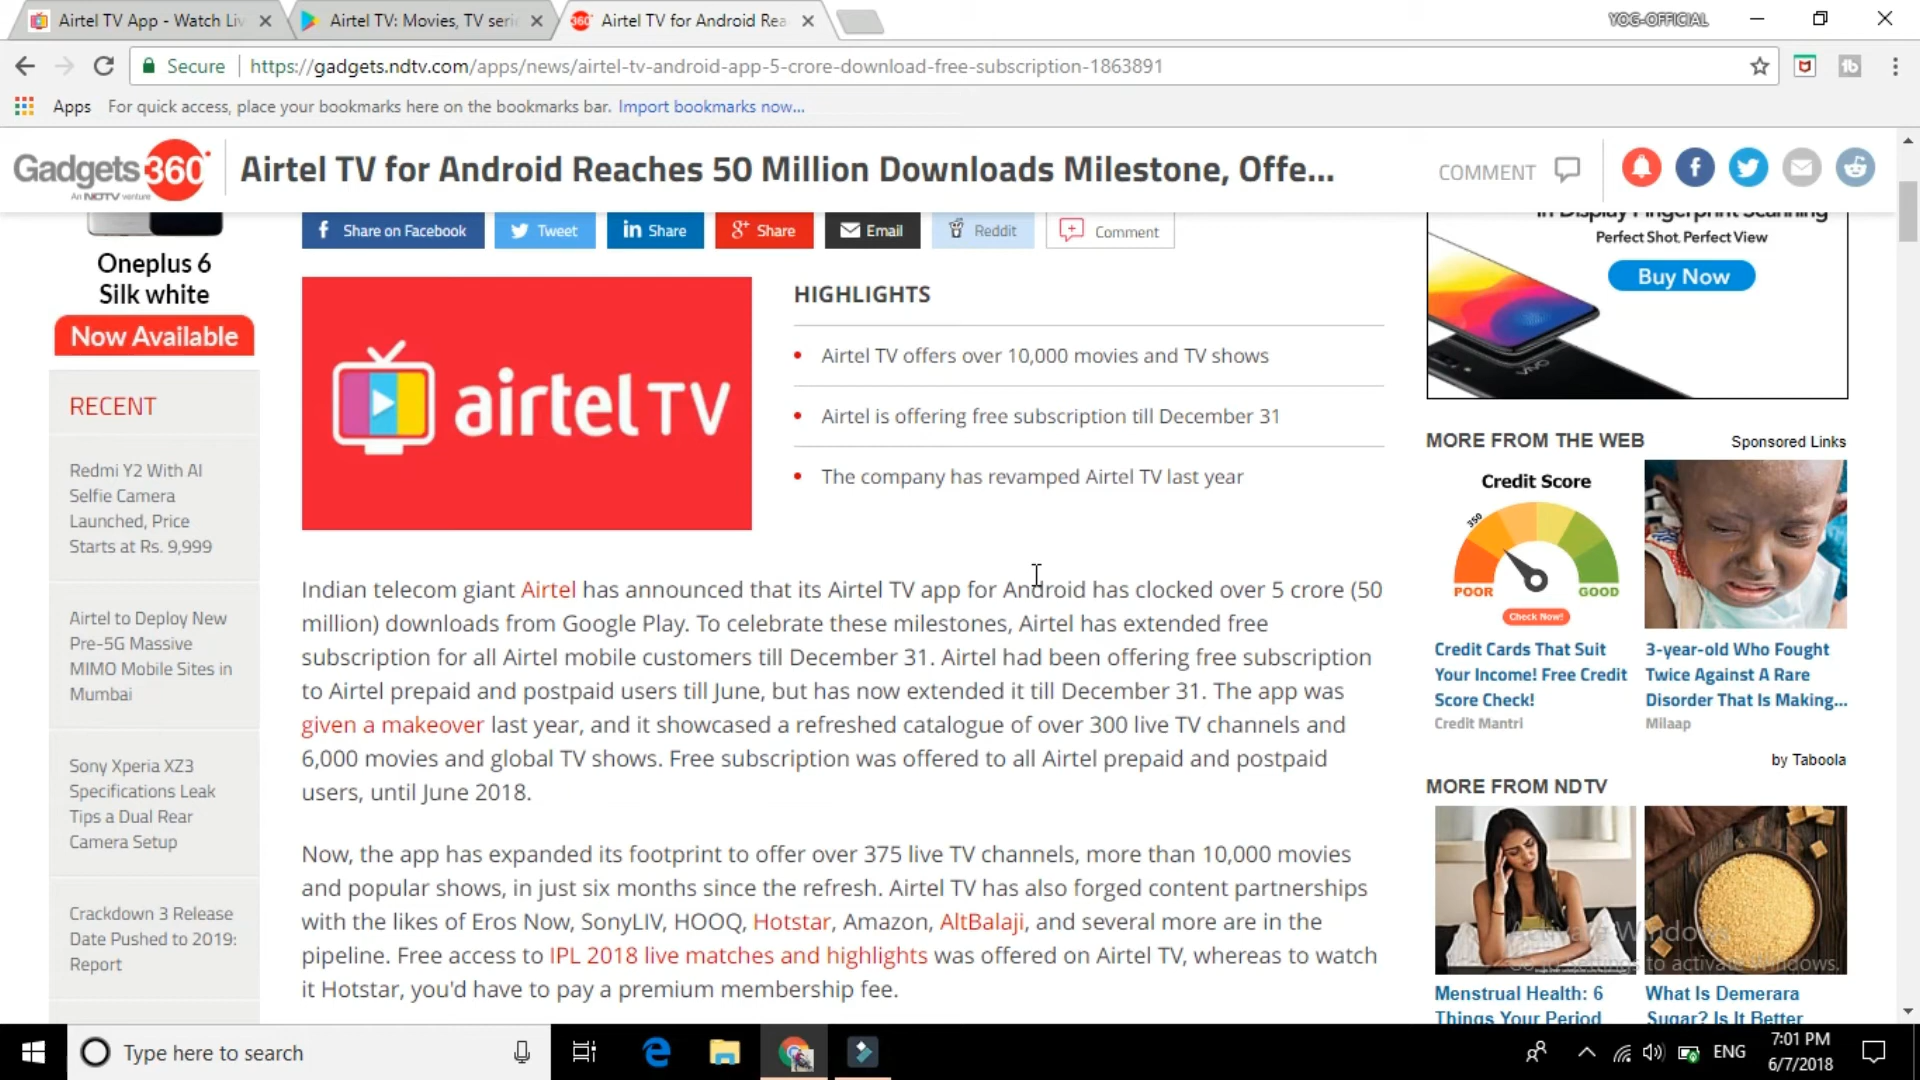 Airtel TV App - Watch Liv
Airtel TV: Movies, TV seri
Airtel TV for Android Rea
YOG-OFFICIAL
Secure
https://gadgets.ndtv.com/apps/news/airtel-tv-android-app-5-crore-download-free-subscription-1863891
Apps
For quick access, place your bookmarks here on the bookmarks bar. Import bookmarks now...
Gadgets 360°
An NDTV venture
Airtel TV for Android Reaches 50 Million Downloads Milestone, Offe...
COMMENT
Oneplus 6
Silk white
Now Available
Share on Facebook
Tweet
in Share
g+ Share
Email
Reddit
Comment
In Display Fingerprint Scanning
Perfect Shot. Perfect View
Buy Now
vivo
airtel TV
HIGHLIGHTS
Airtel TV offers over 10,000 movies and TV shows
Airtel is offering free subscription till December 31
The company has revamped Airtel TV last year
RECENT
Redmi Y2 With AI
Selfie Camera
Launched, Price
Starts at Rs. 9,999
Airtel to Deploy New
Pre-5G Massive
MIMO Mobile Sites in
Mumbai
Sony Xperia XZ3
Specifications Leak
Tips a Dual Rear
Camera Setup
Crackdown 3 Release
Date Pushed to 2019:
Report
Indian telecom giant Airtel has announced that its Airtel TV app for Android has clocked over 5 crore (50
million) downloads from Google Play. To celebrate these milestones, Airtel has extended free
subscription for all Airtel mobile customers till December 31. Airtel had been offering free subscription
to Airtel prepaid and postpaid users till June, but has now extended it till December 31. The app was
given a makeover last year, and it showcased a refreshed catalogue of over 300 live TV channels and
6,000 movies and global TV shows. Free subscription was offered to all Airtel prepaid and postpaid
users, until June 2018.
Now, the app has expanded its footprint to offer over 375 live TV channels, more than 10,000 movies
and popular shows, in just six months since the refresh. Airtel TV has also forged content partnerships
with the likes of Eros Now, SonyLIV, HOOQ, Hotstar, Amazon, AltBalaji, and several more are in the
pipeline. Free access to IPL 2018 live matches and highlights was offered on Airtel TV, whereas to watch
it Hotstar, you'd have to pay a premium membership fee.
MORE FROM THE WEB
Sponsored Links
Credit Score
350
POOR
GOOD
Check Now!
Credit Cards That Suit
Your Income! Free Credit
Score Check!
Credit Mantri
3-year-old Who Fought
Twice Against A Rare
Disorder That Is Making...
Milaap
by Taboola
MORE FROM NDTV
Activate Windows
Go to Settings to activate Windows.
Menstrual Health: 6
Things Your Period
What Is Demerara
Sugar? Is It Better
Type here to search
ENG
7:01 PM
6/7/2018